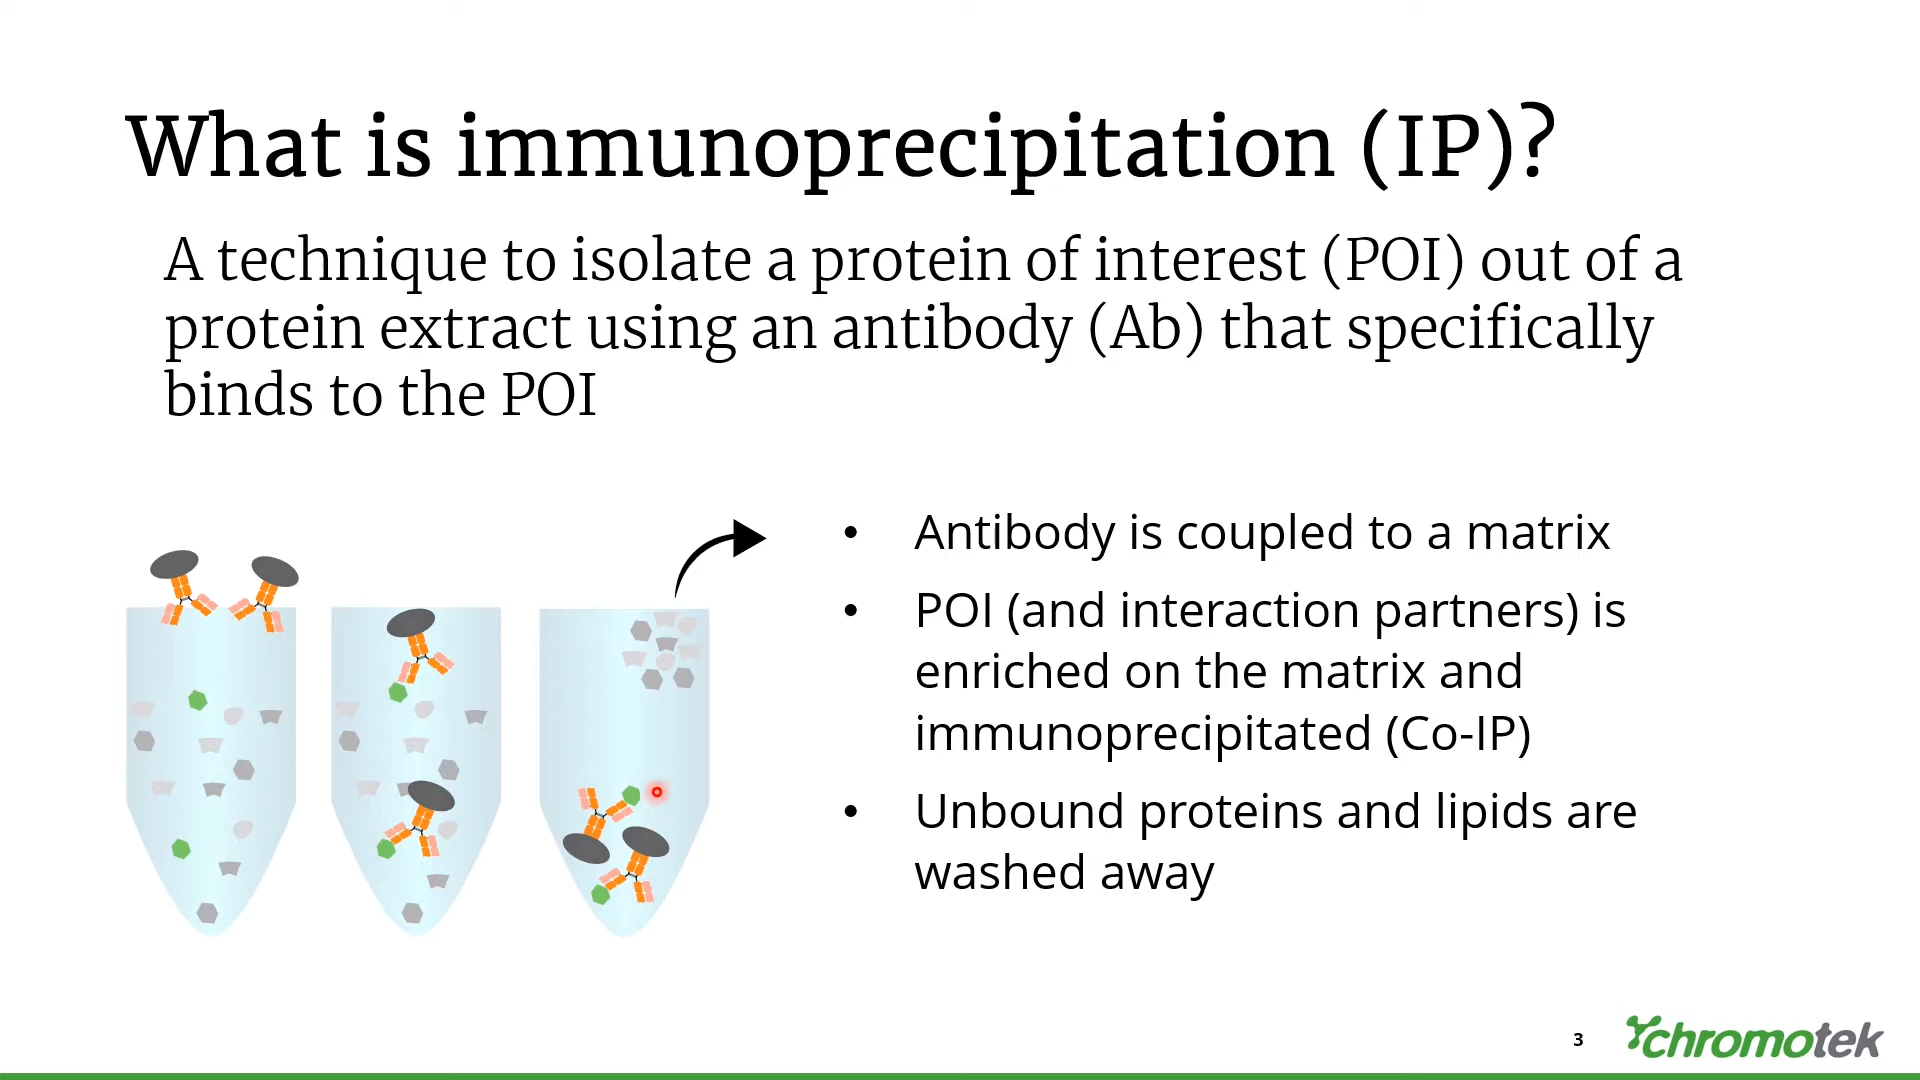 What is immunoprecipitation (IP)?
A technique to isolate a protein of interest (POI) out of a
protein extract using an antibody (Ab) that specifically
binds to the POI
• Antibody is coupled to a matrix
• POI (and interaction partners) is
enriched on the matrix and
immunoprecipitated (Co-IP)
• Unbound proteins and lipids are
washed away
3
chromotek